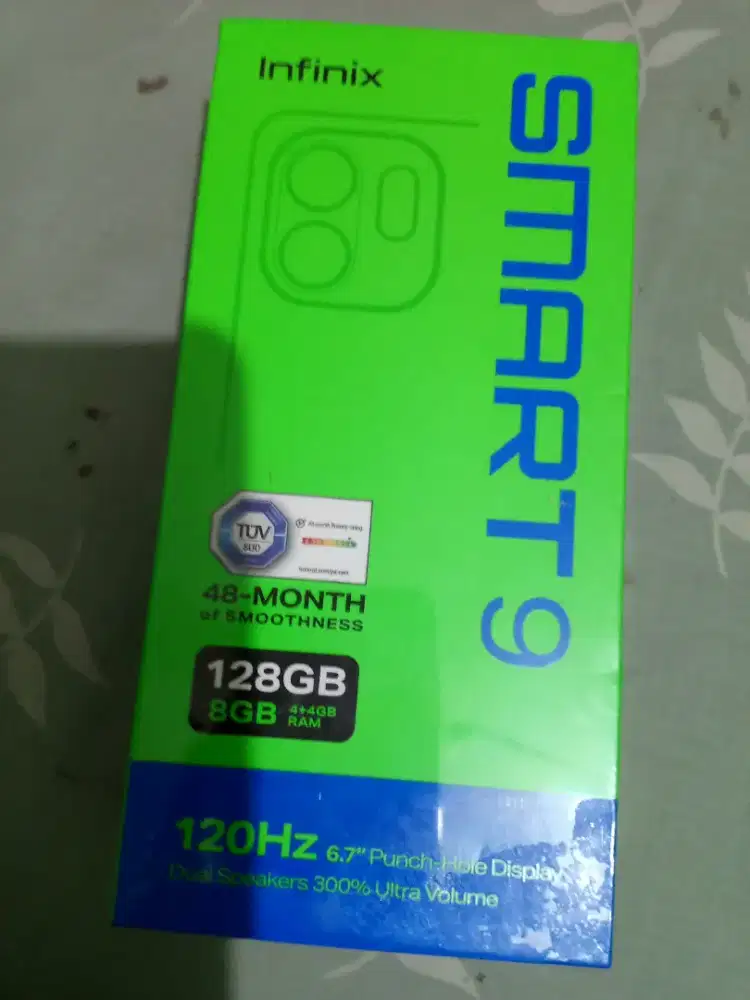 Infinix
SMART 9
TÜV
SÜD
48-MONTH
of SMOOTHNESS
128GB
8GB 4+4GB
RAM
120Hz 6.7" Punch-Hole Display
Dual Speakers 300% Ultra Volume